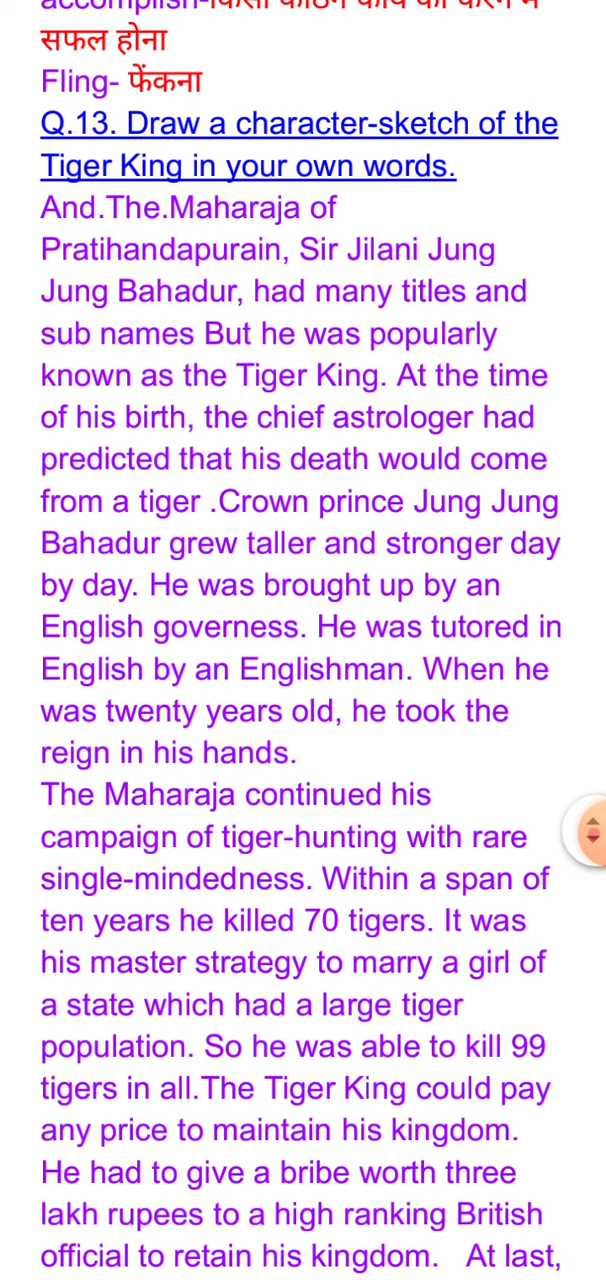 सफल होना
Fling- फेंकना
Q.13. Draw a character-sketch of the
Tiger King in your own words.
And.The.Maharaja of
Pratihandapurain, Sir Jilani Jung
Jung Bahadur, had many titles and
sub names But he was popularly
known as the Tiger King. At the time
of his birth, the chief astrologer had
predicted that his death would come
from a tiger .Crown prince Jung Jung
Bahadur grew taller and stronger day
by day. He was brought up by an
English governess. He was tutored in
English by an Englishman. When he
was twenty years old, he took the
reign in his hands.
The Maharaja continued his
campaign of tiger-hunting with rare
single-mindedness. Within a span of
ten years he killed 70 tigers. It was
his master strategy to marry a girl of
a state which had a large tiger
population. So he was able to kill 99
tigers in all.The Tiger King could pay
any price to maintain his kingdom.
He had to give a bribe worth three
lakh rupees to a high ranking British
official to retain his kingdom.   At last,